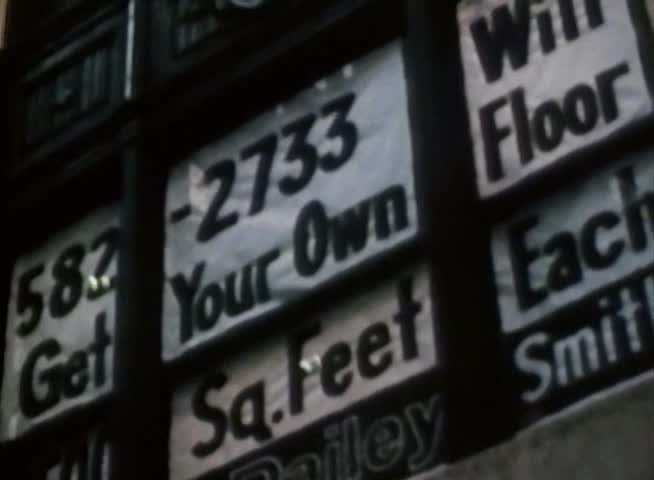 Will
582-2733 Floor
Get Your Own Each
Sq. Feet Smith
Bailey